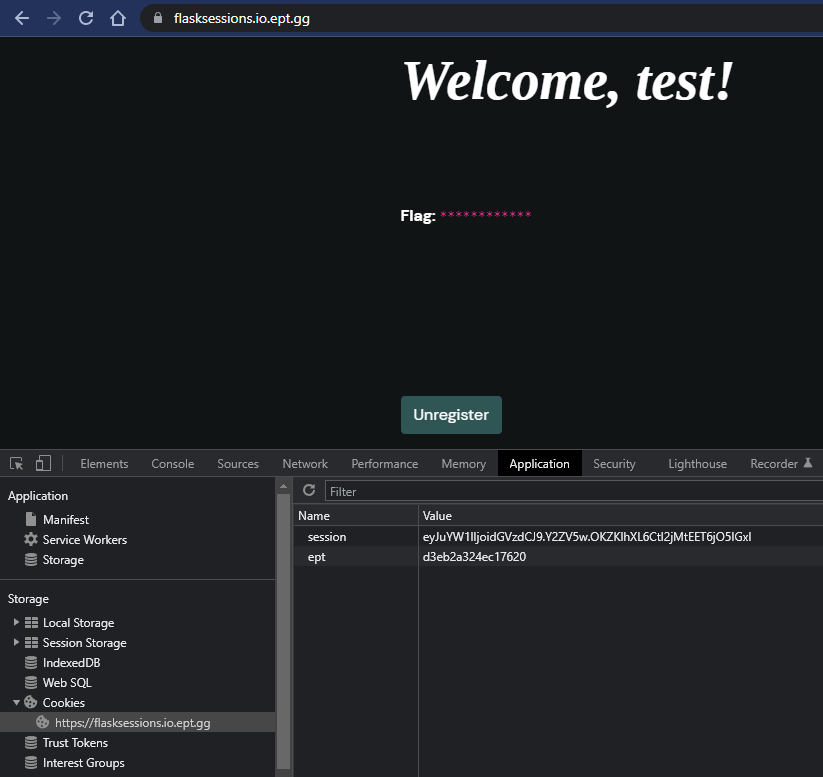 flasksessions.io.ept.gg
Welcome, test!
Flag: ************
Unregister
Elements Console Sources Network Performance Memory Application Security Lighthouse Recorder
Application
Manifest
Service Workers
Storage
Storage
Local Storage
Session Storage
IndexedDB
Web SQL
Cookies
https://flasksessions.io.ept.gg
Trust Tokens
Interest Groups
Filter
Name Value
session eyJuYW1lIjoidGVzdCJ9.Y2ZV5w.OKZKIhXL6CtI2jMtEET6jO5IGxI
ept d3eb2a324ec17620